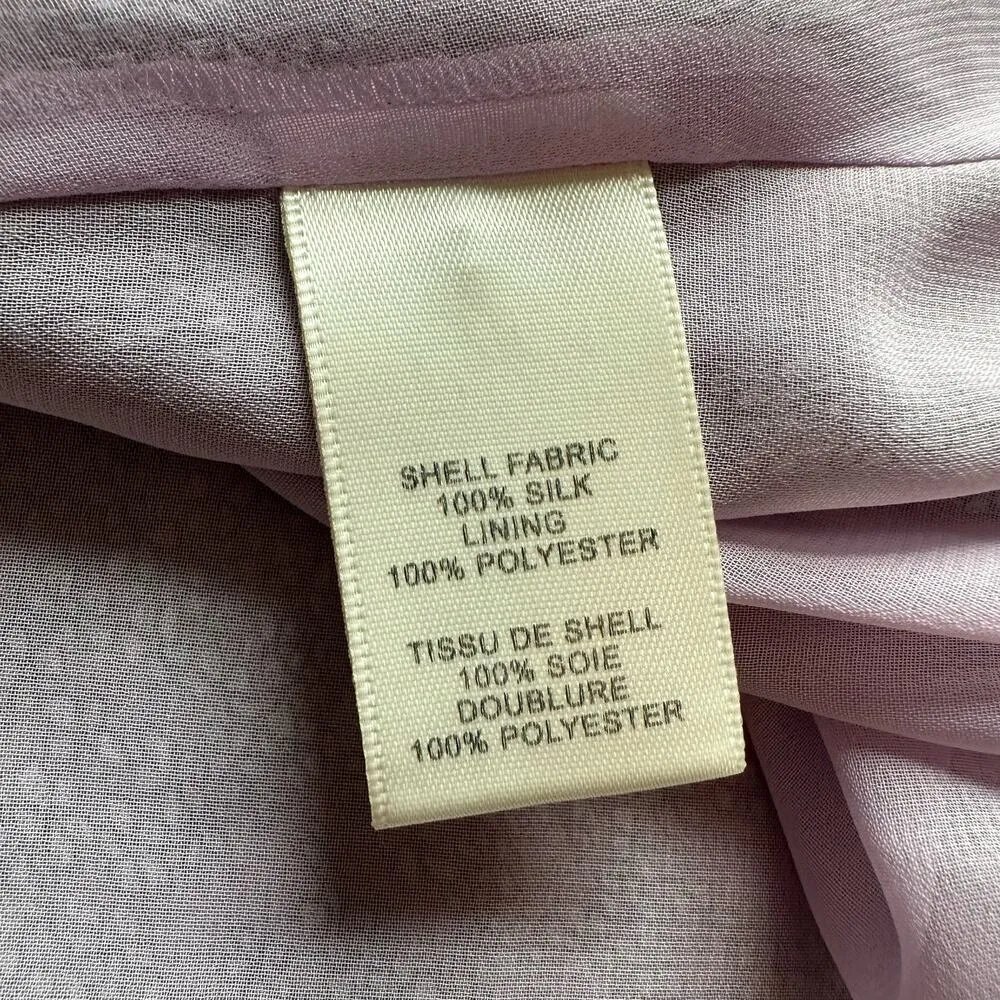 SHELL FABRIC
100% SILK
LINING
100% POLYESTER
TISSU DE SHELL
100% SOIE
DOUBLURE
100% POLYESTER